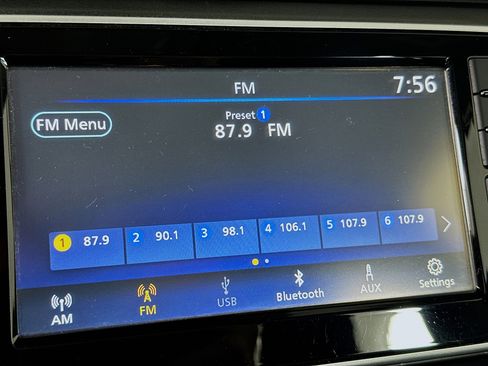 FM 7:56
FM Menu
Preset 1
87.9 FM
1 87.9 2 90.1 3 98.1 4 106.1 5 107.9 6 107.9
AM FM USB Bluetooth AUX Settings